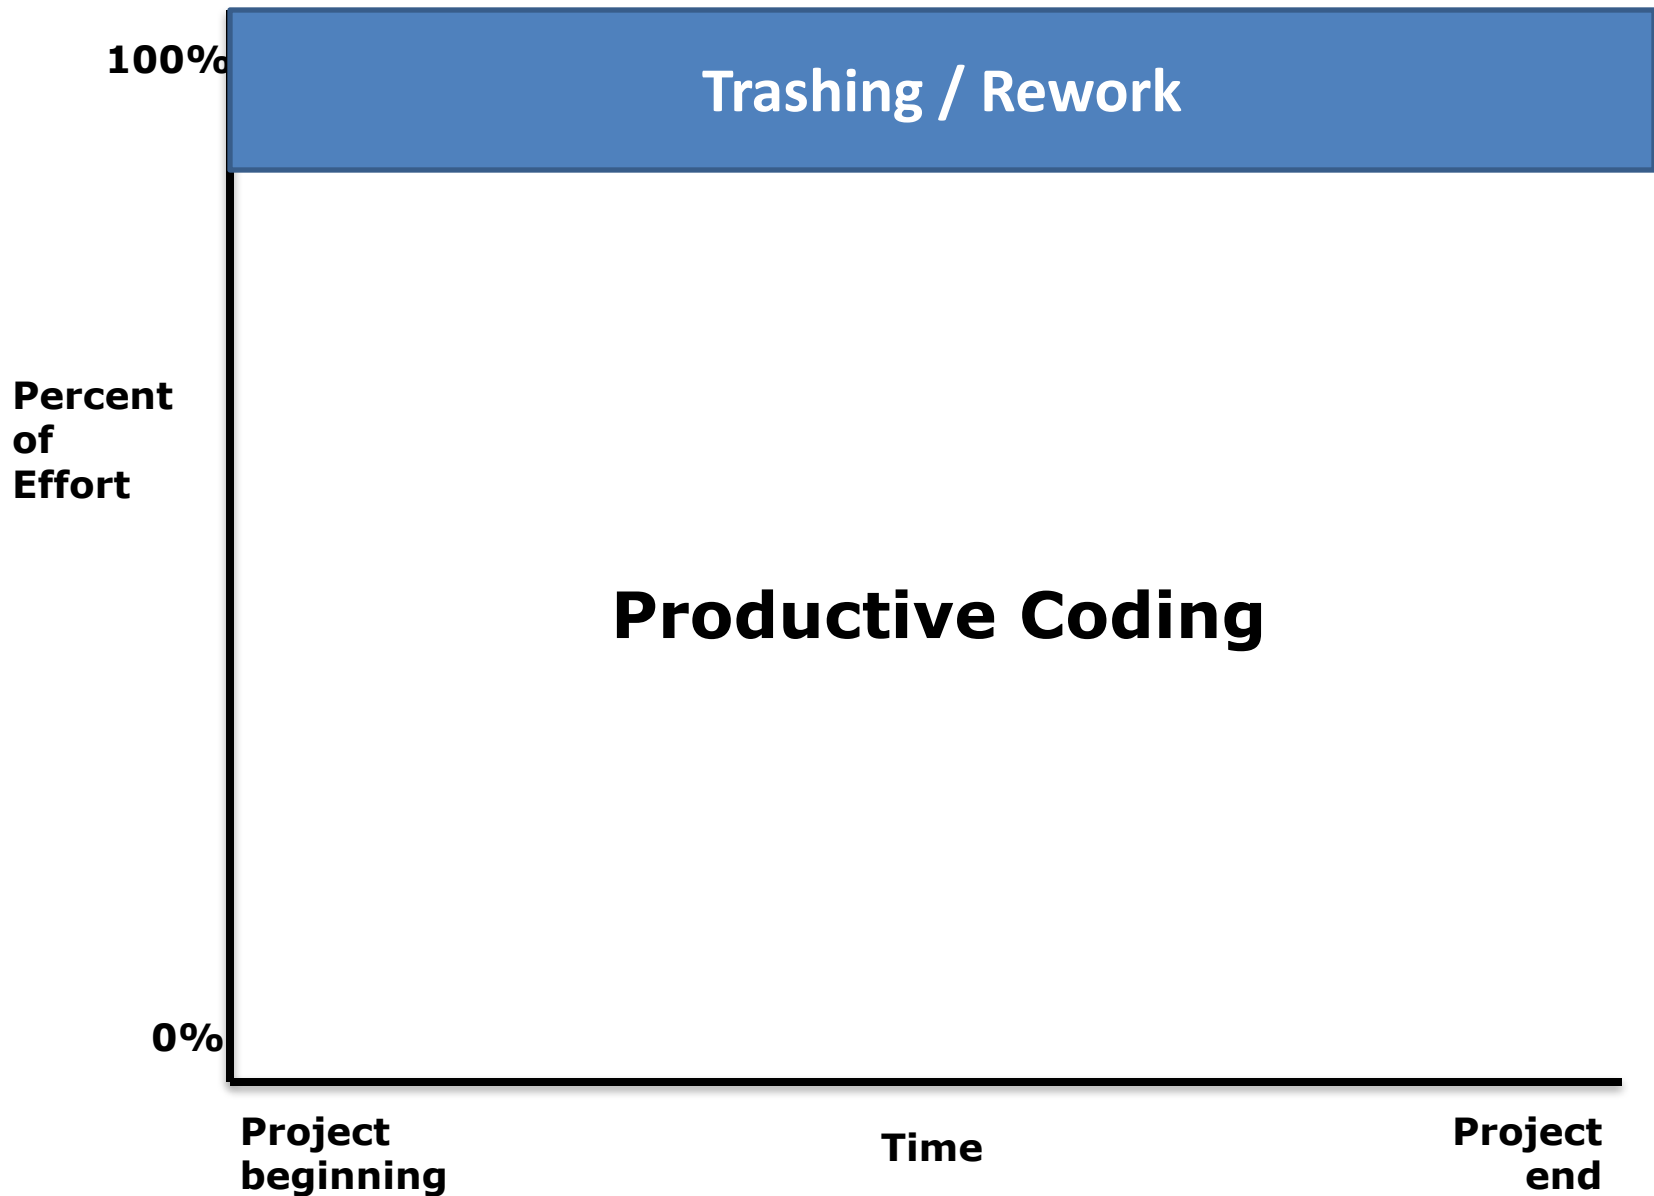 100%
Trashing / Rework
Percent
of
Effort
Productive Coding
0%
Project
beginning
Time
Project
end